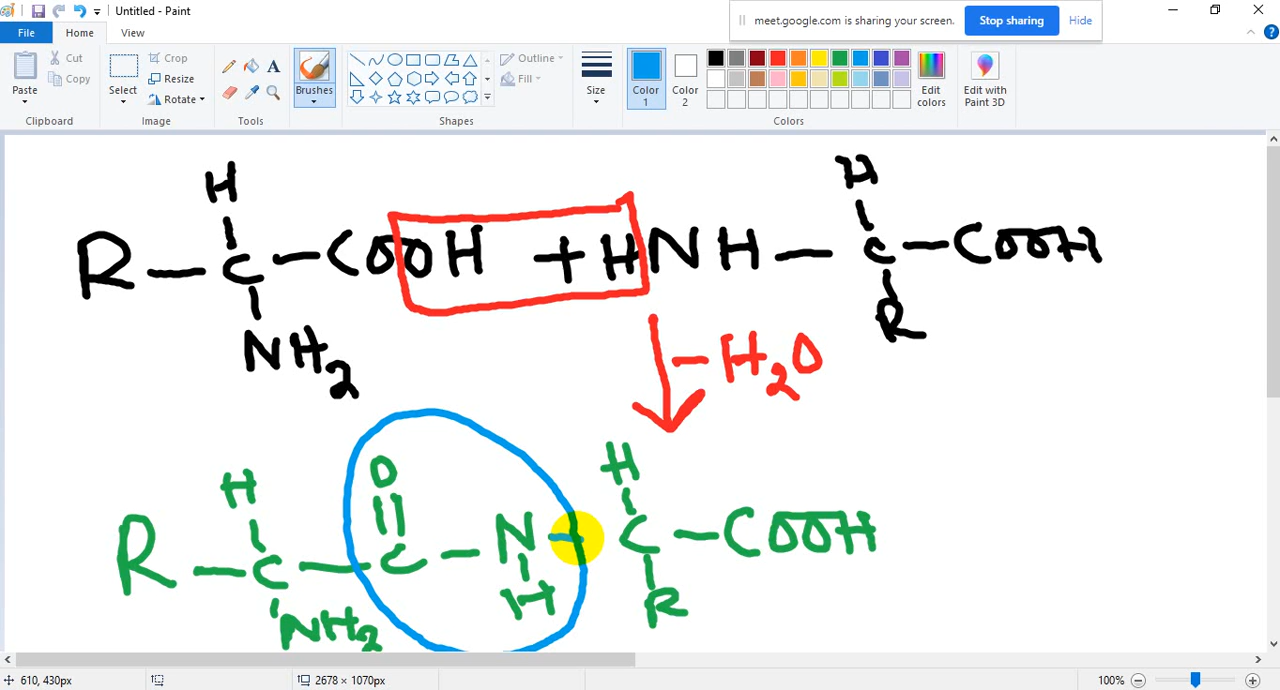 Untitled - Paint
meet.google.com is sharing your screen. Stop sharing Hide
File Home View
Paste Cut Copy
Select Crop Resize Rotate
Brushes
Outline
Fill
Size
Color 1
Color 2
Edit colors
Edit with Paint 3D
Clipboard Image Tools Shapes Colors
H H
R — C — COOH + HNH — C — COOH
NH2 R
- H2O
H O H
R — C — C — N — C — COOH
NH2 H R
610, 430px 2678 × 1070px 100%